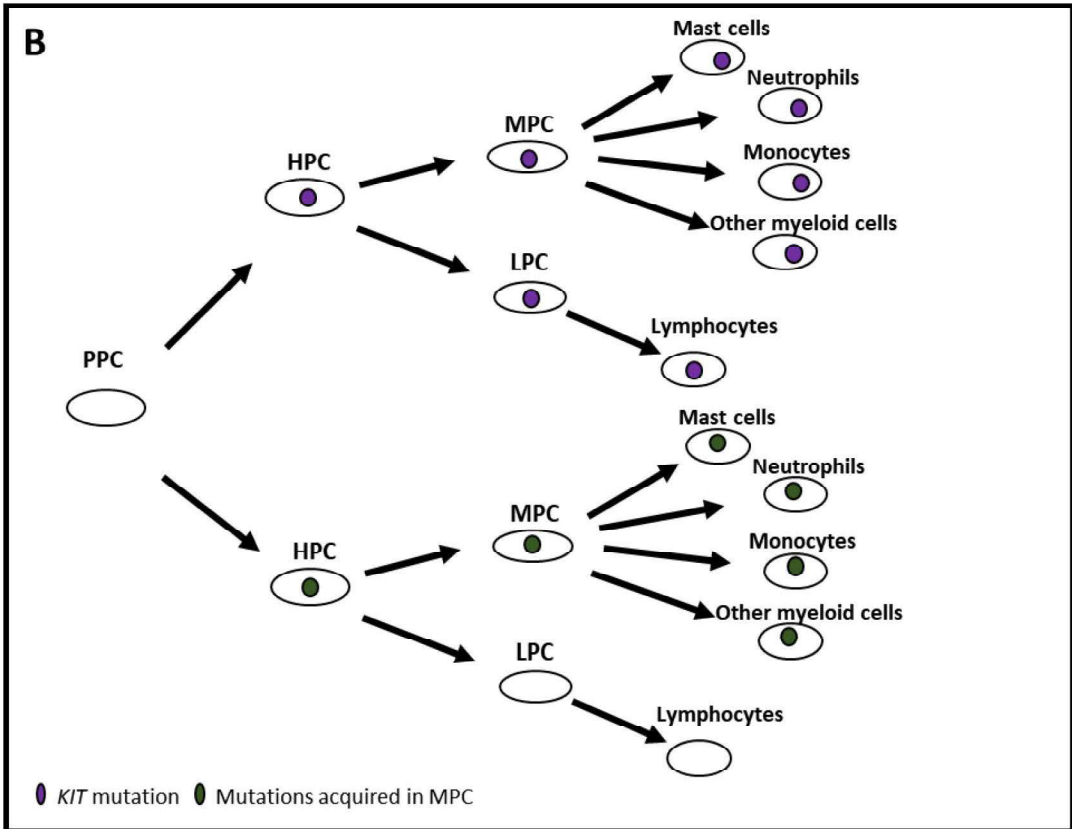 B
Mast cells
Neutrophils
MPC
Monocytes
HPC
Other myeloid cells
LPC
Lymphocytes
PPC
Mast cells
Neutrophils
MPC
Monocytes
HPC
Other myeloid cells
LPC
Lymphocytes
KIT mutation Mutations acquired in MPC